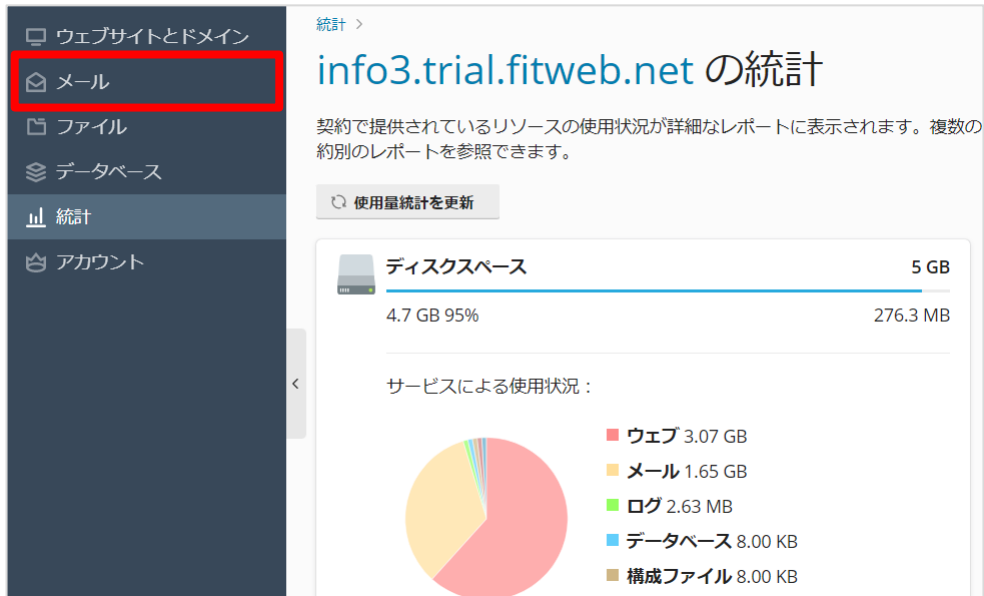 ウェブサイトとドメイン
メール
ファイル
データベース
統計
アカウント
統計 >
info3.trial.fitweb.net の統計
契約で提供されているリソースの使用状況が詳細なレポートに表示されます。複数の
約別のレポートを参照できます。
使用量統計を更新
ディスクスペース 5 GB
4.7 GB 95% 276.3 MB
サービスによる使用状況：
ウェブ 3.07 GB
メール 1.65 GB
ログ 2.63 MB
データベース 8.00 KB
構成ファイル 8.00 KB